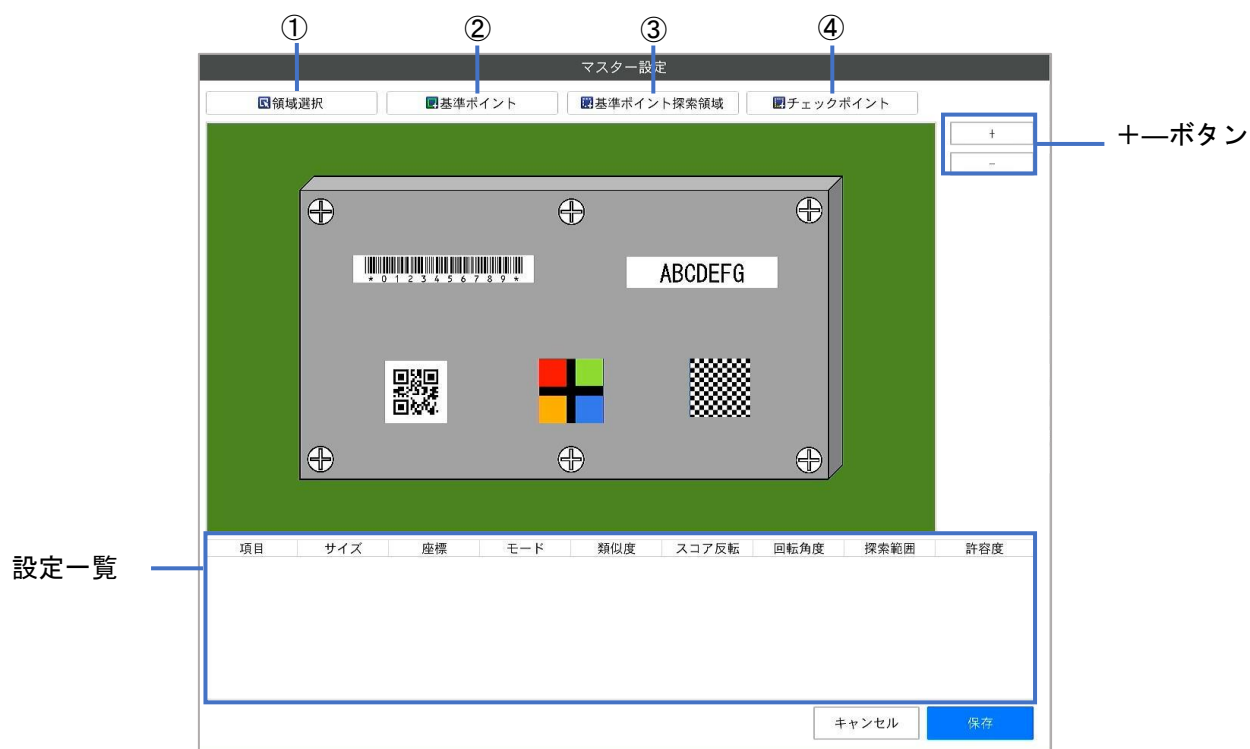 ① ② ③ ④
マスター設定
領域選択 基準ポイント 基準ポイント探索領域 チェックポイント
+
+—ボタン
-
*0123456789*
ABCDEFG
項目 サイズ 座標 モード 類似度 スコア反転 回転角度 探索範囲 許容度
設定一覧
キャンセル 保存